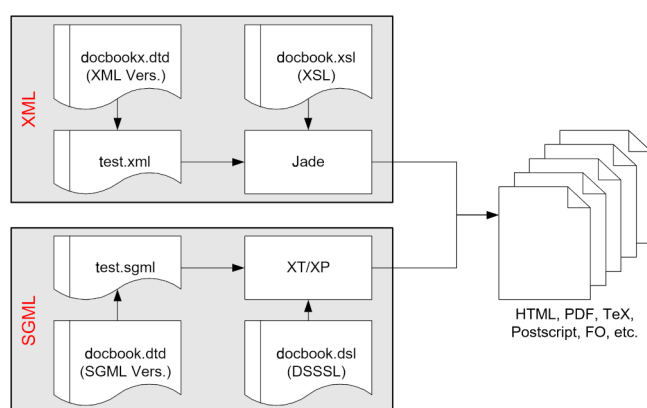 XML
docbookx.dtd
(XML Vers.)
docbook.xsl
(XSL)
test.xml
Jade
SGML
test.sgml
XT/XP
docbook.dtd
(SGML Vers.)
docbook.dsl
(DSSSL)
HTML, PDF, TeX,
Postscript, FO, etc.